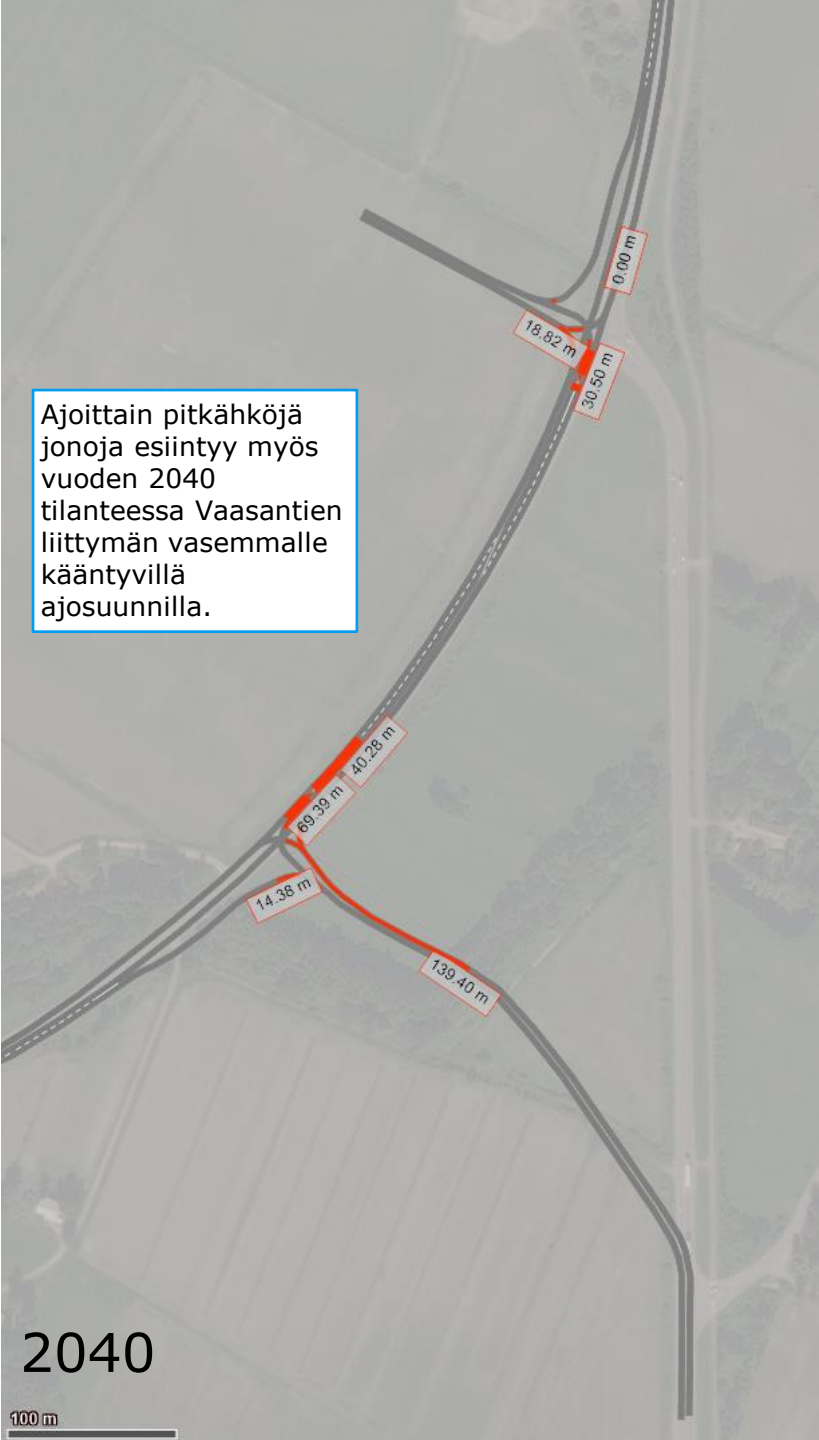 0.00 m
18.82 m
30.50 m
Ajoittain pitkähköjä
jonoja esiintyy myös
vuoden 2040
tilanteessa Vaasantien
liittymän vasemmalle
kääntyvillä
ajosuunnilla.
40.28 m
69.39 m
14.38 m
139.40 m
2040
100 m